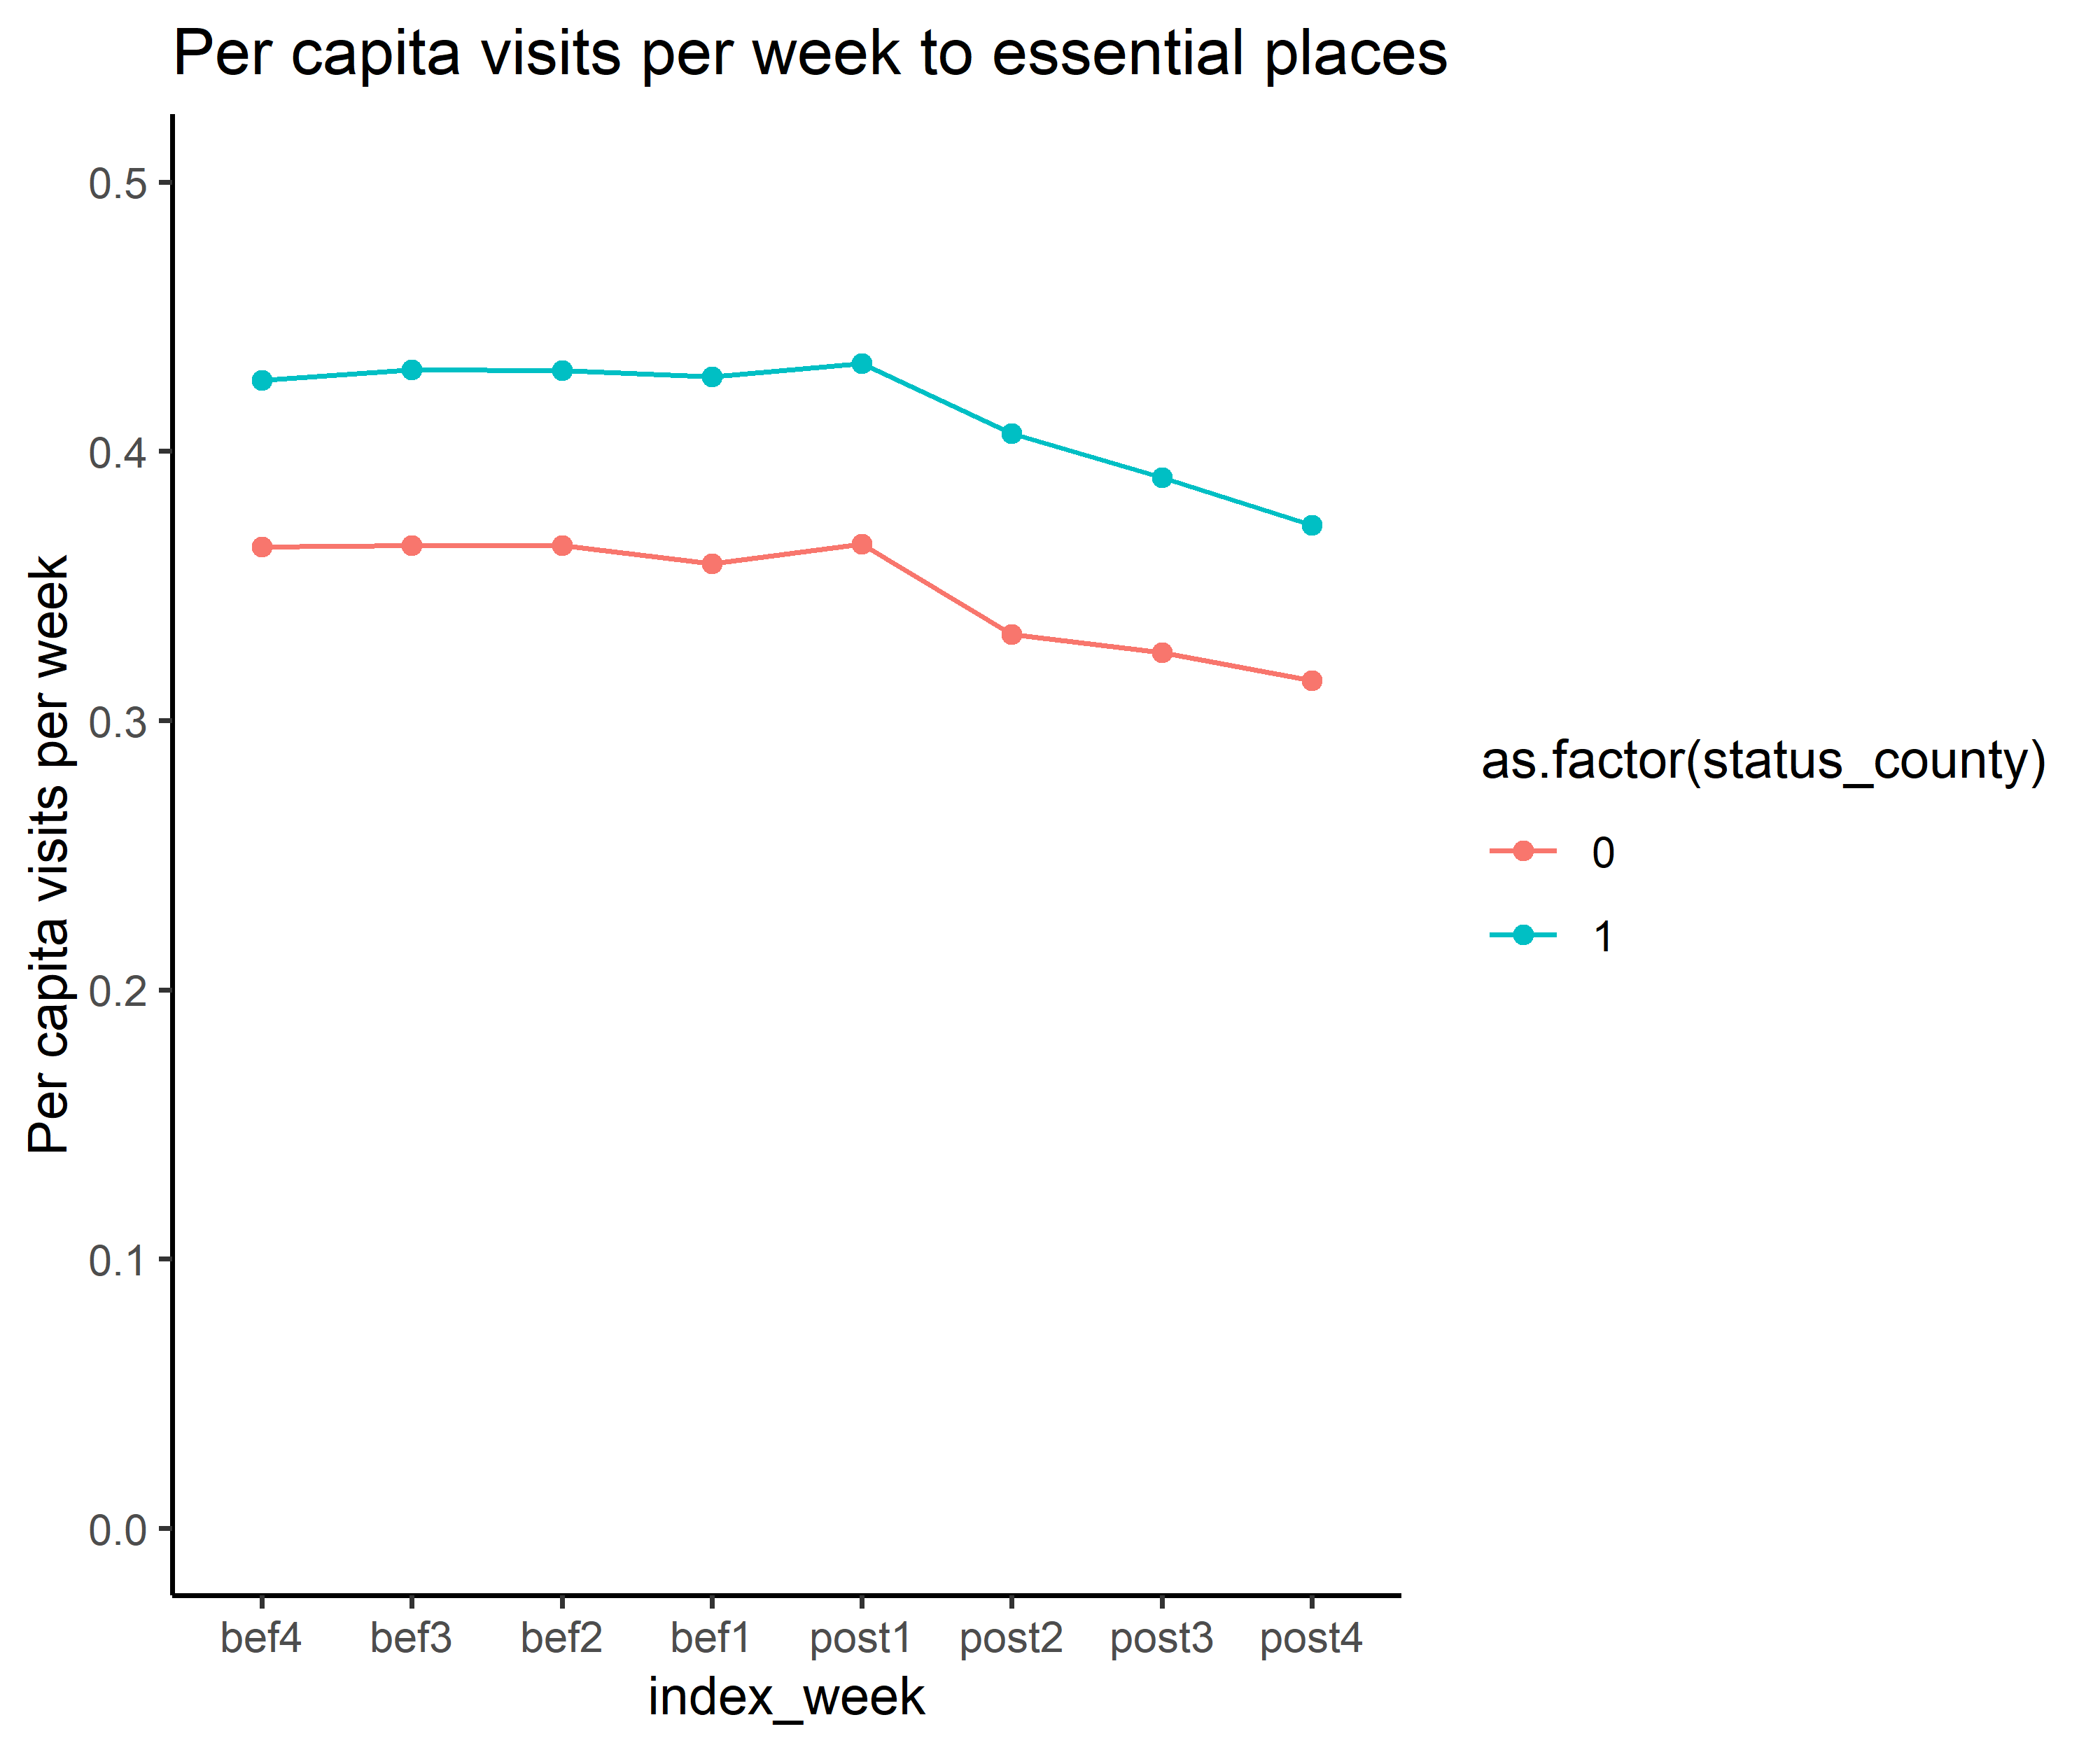 Per capita visits per week to essential places
Per capita visits per week
0.5
0.4
0.3
0.2
0.1
0.0
bef4 bef3 bef2 bef1 post1 post2 post3 post4
index_week
as.factor(status_county)
0
1